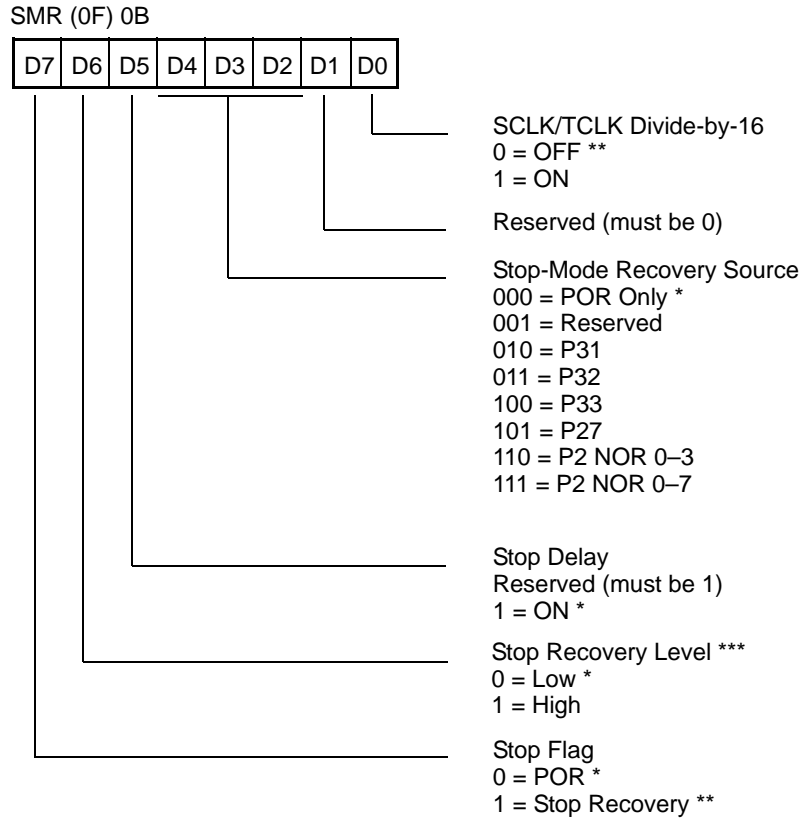 SMR (0F) 0B
D7 D6 D5 D4 D3 D2 D1 D0
SCLK/TCLK Divide-by-16
0 = OFF **
1 = ON
Reserved (must be 0)
Stop-Mode Recovery Source
000 = POR Only *
001 = Reserved
010 = P31
011 = P32
100 = P33
101 = P27
110 = P2 NOR 0–3
111 = P2 NOR 0–7
Stop Delay
Reserved (must be 1)
1 = ON *
Stop Recovery Level ***
0 = Low *
1 = High
Stop Flag
0 = POR *
1 = Stop Recovery **